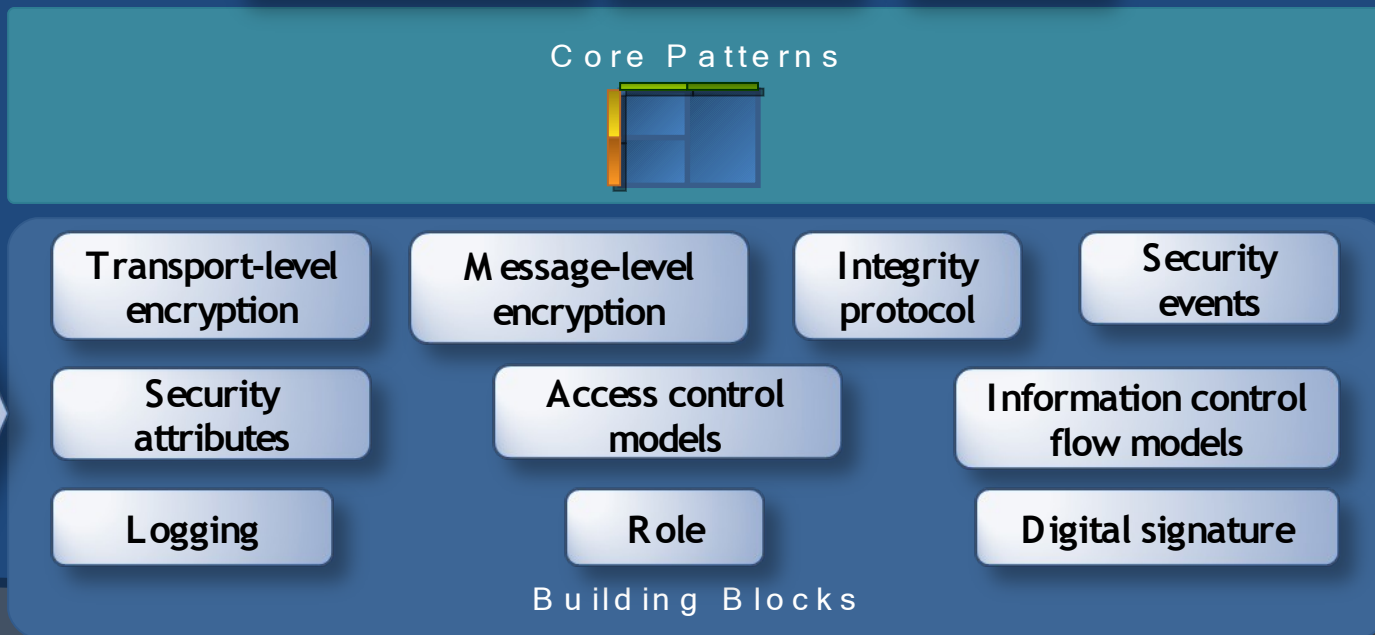 Core Patterns
Transport-level
encryption
Message-level
encryption
Integrity
protocol
Security
events
Security
attributes
Access control
models
Information control
flow models
Logging
Role
Digital signature
Building Blocks